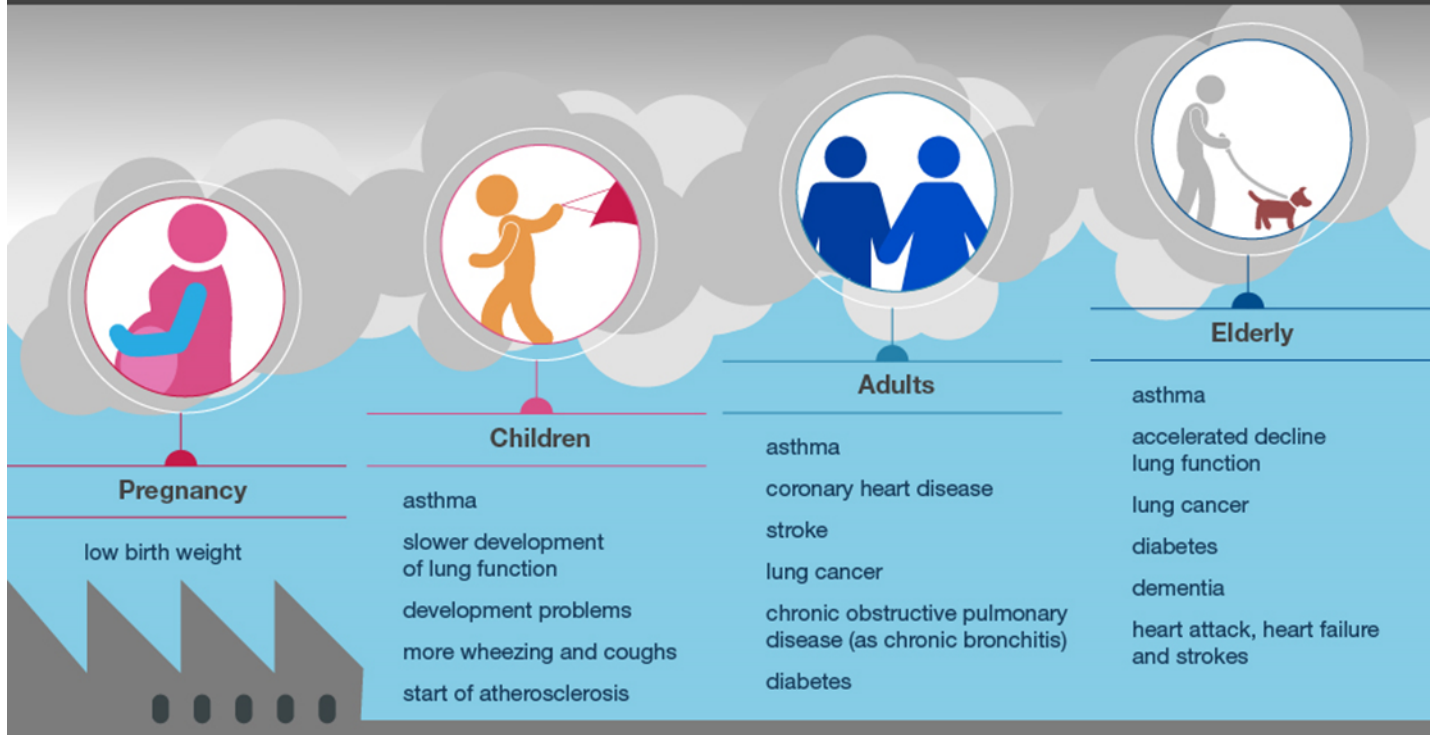 Pregnancy
low birth weight
Children
asthma
slower development
of lung function
development problems
more wheezing and coughs
start of atherosclerosis
Adults
asthma
coronary heart disease
stroke
lung cancer
chronic obstructive pulmonary
disease (as chronic bronchitis)
diabetes
Elderly
asthma
accelerated decline
lung function
lung cancer
diabetes
dementia
heart attack, heart failure
and strokes